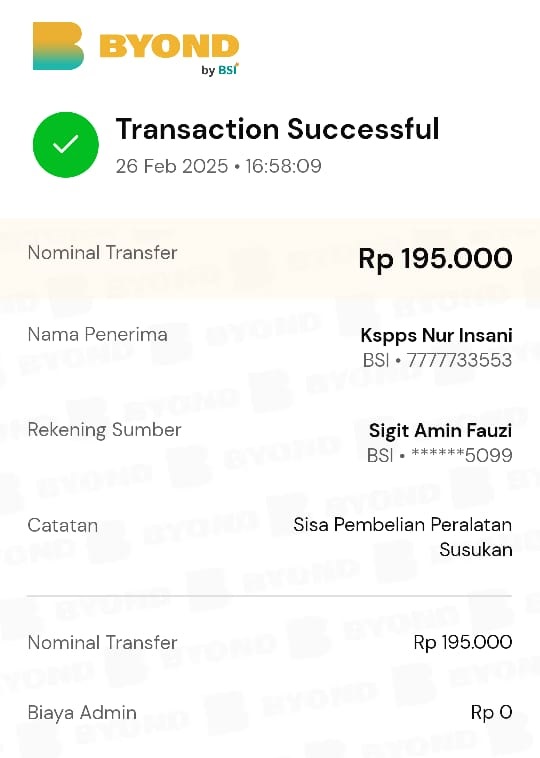 BYOND
by BSI
Transaction Successful
26 Feb 2025 • 16:58:09
Nominal Transfer
Rp 195.000
Nama Penerima
Kspps Nur Insani
BSI • 7777733553
Rekening Sumber
Sigit Amin Fauzi
BSI • ******5099
Catatan
Sisa Pembelian Peralatan
Susukan
Nominal Transfer
Rp 195.000
Biaya Admin
Rp 0